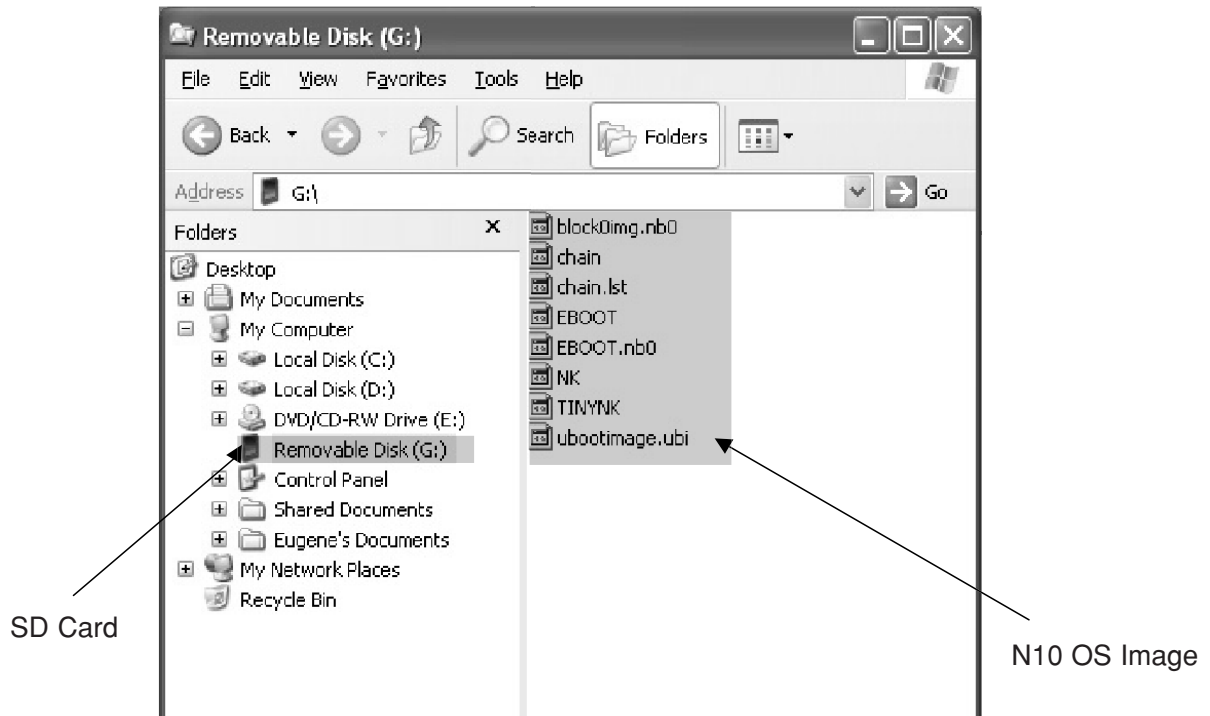 Removable Disk (G:)
File Edit View Favorites Tools Help
Back Search Folders
Address G:\ Go
Folders x
Desktop
My Documents
My Computer
Local Disk (C:)
Local Disk (D:)
DVD/CD-RW Drive (E:)
Removable Disk (G:)
Control Panel
Shared Documents
Eugene's Documents
My Network Places
Recycle Bin
block0img.nb0
chain
chain.lst
EBOOT
EBOOT.nb0
NK
TINYNK
ubootimage.ubi
SD Card
N10 OS Image